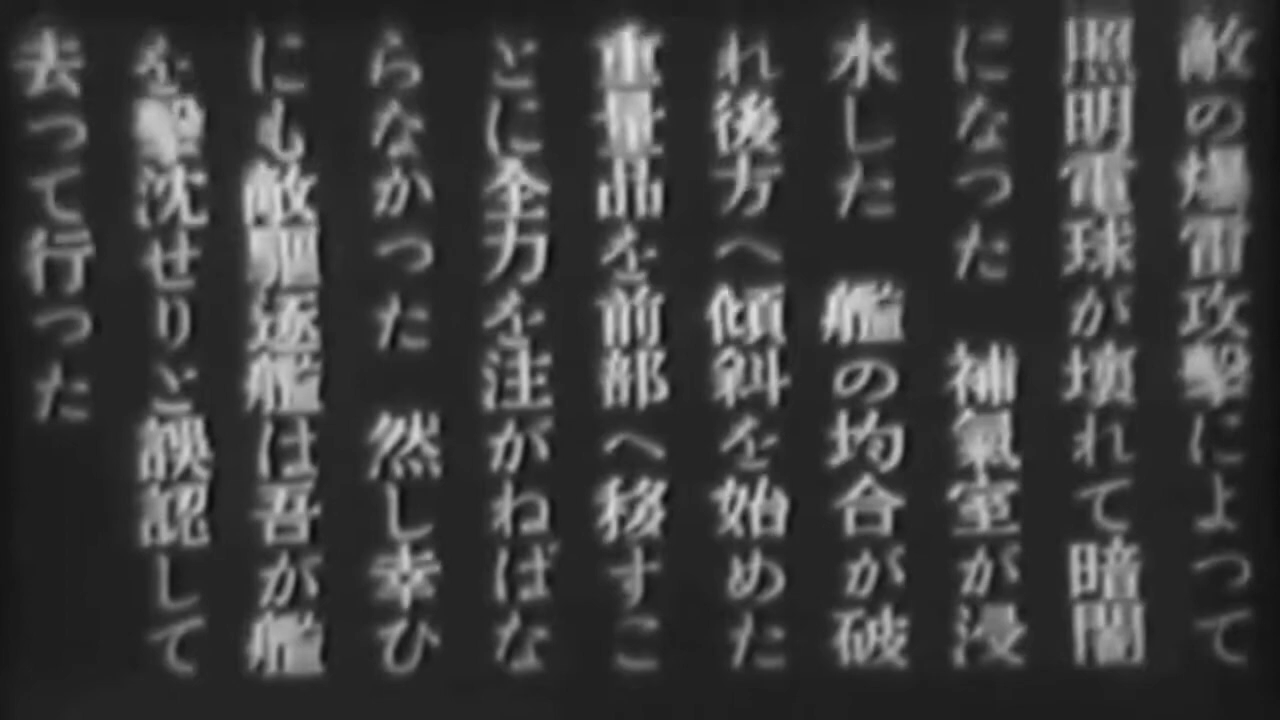 敵の爆雷攻撃によつて
照明電球が壊れて暗闇
になつた　補氣室が浸
水した　艦の均合が破
れ後方へ傾斜を始めた
重量品を前部へ移すこ
とに全力を注がねばな
らなかつた　然し幸ひ
にも敵駆逐艦は吾が艦
を撃沈せりと誤認して
去つて行つた